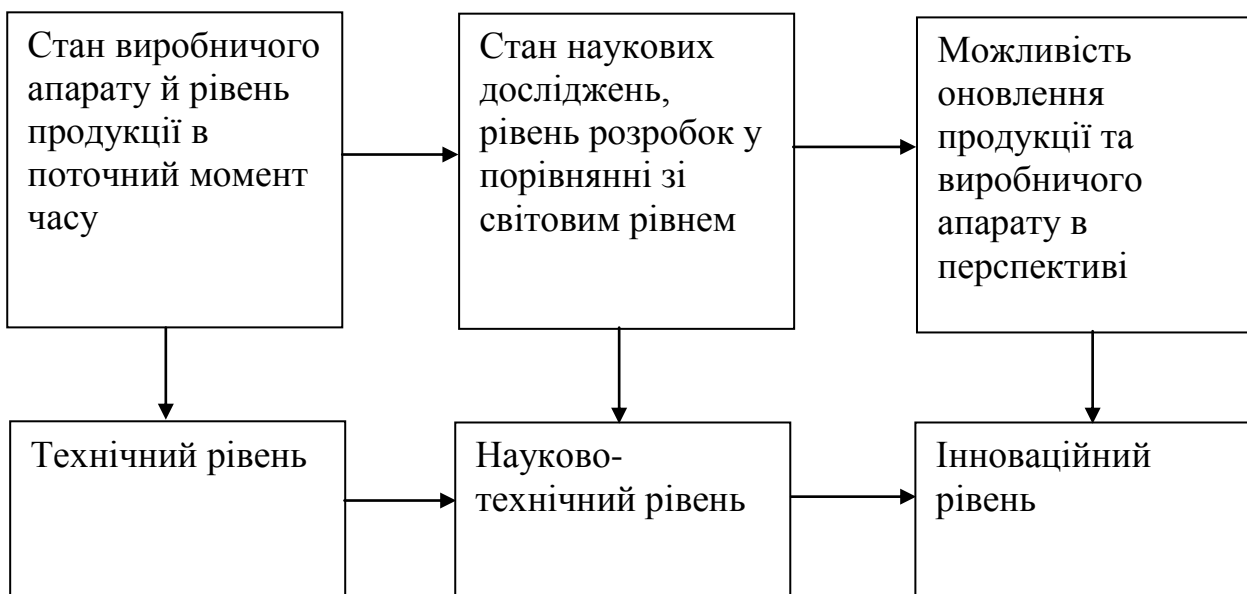 Стан виробничого
апарату й рівень
продукції в
поточний момент
часу
Стан наукових
досліджень,
рівень розробок у
порівнянні зі
світовим рівнем
Можливість
оновлення
продукції та
виробничого
апарату в
перспективі
Технічний рівень
Науково-
технічний рівень
Інноваційний
рівень